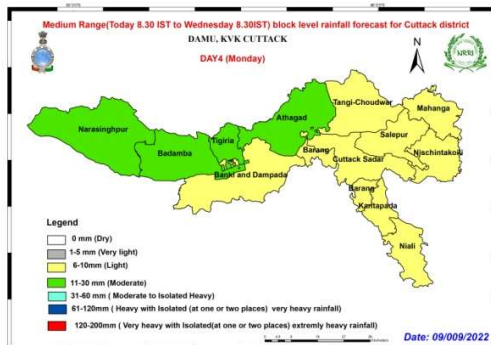 Medium Range(Today 8.30 IST to Wednesday 8.30IST) block level rainfall forecast for Cuttack district
DAMU, KVK CUTTACK
DAY4 (Monday)
NRRI
N
Tangi-Choudwar
Mahanga
Athagad
Narasinghpur
Tigiria
Salepur
Badamba
Barang
Nischintakoili
Cuttack Sadar
Banki and Dampada
Barang
Kantapada
Niali
Legend
0 mm (Dry)
1-5 mm (Very light)
6-10mm (Light)
11-30 mm (Moderate)
31-60 mm ( Moderate to Isolated Heavy)
61-120mm ( Heavy with Isolated (at one or two places) very heavy rainfall)
120-200mm ( Very heavy with Isolated(at one or two places) extremly heavy rainfall)
Date: 09/009/2022